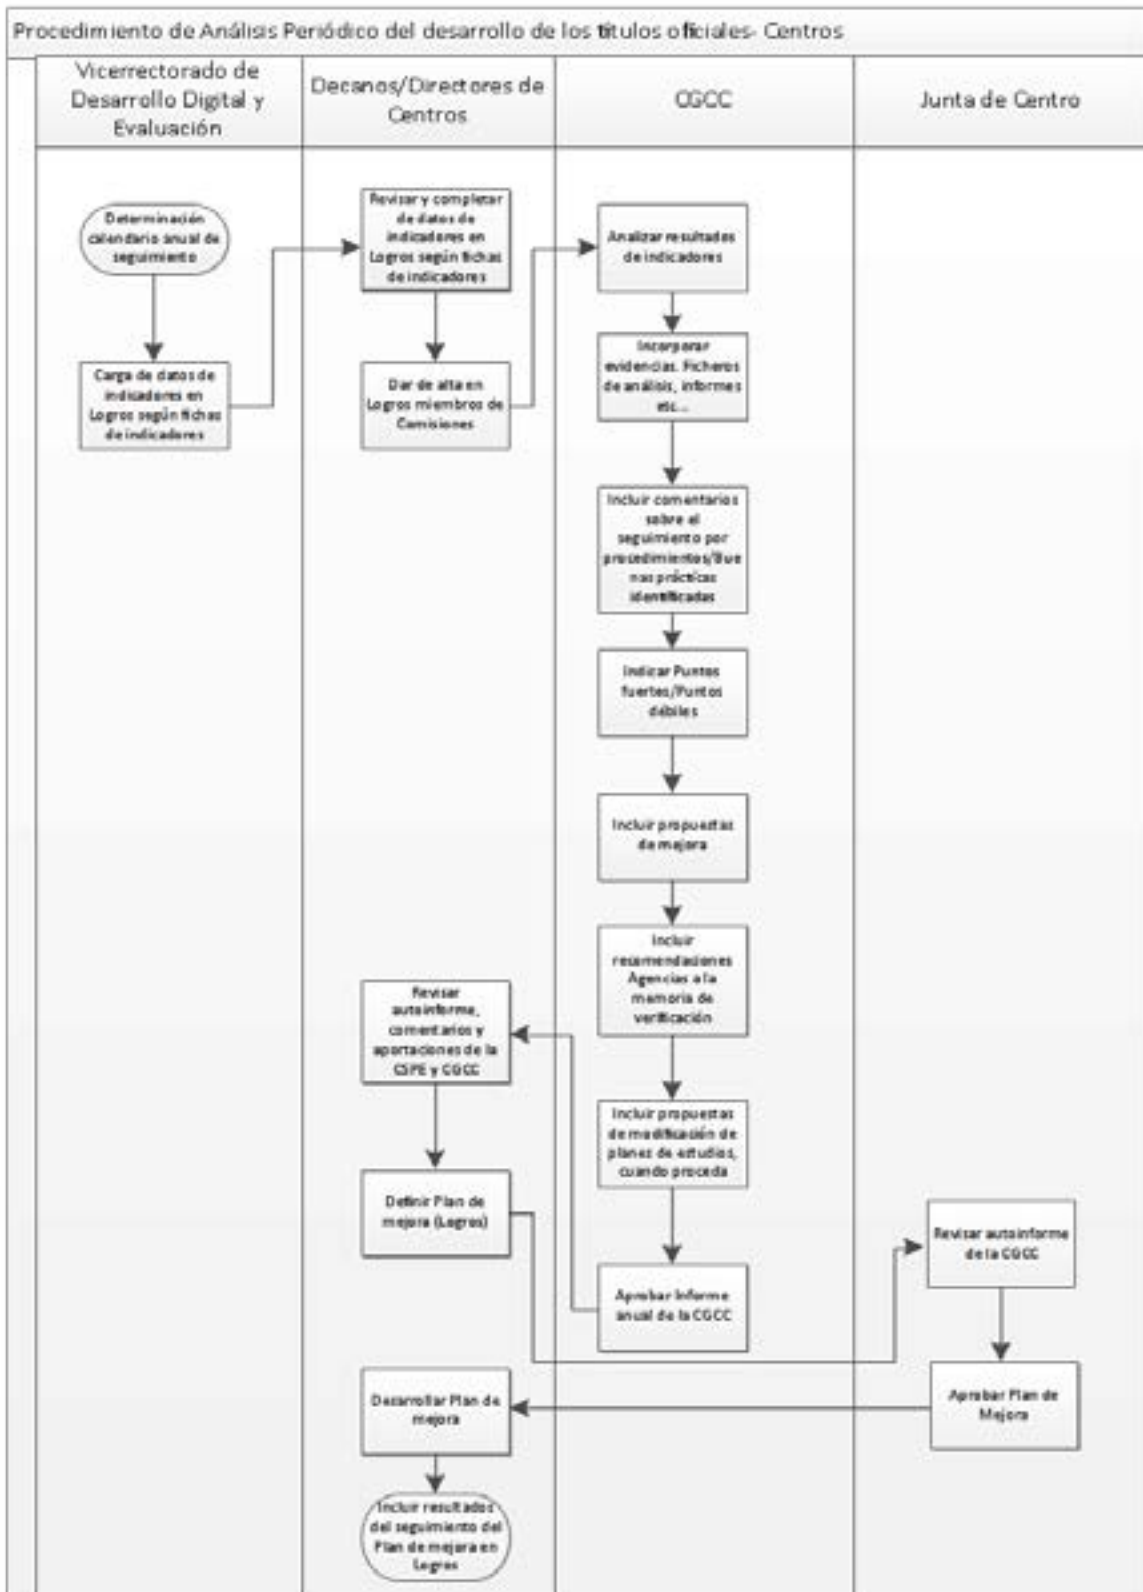 Procedimiento de Análisis Periódico del desarrollo de los títulos oficiales- Centros
Vicerrectorado de
Desarrollo Digital y
Evaluación
Decanos/Directores de
Centros
CGCC
Junta de Centro
Determinación
calendario anual de
seguimiento
Carga de datos de
indicadores en
Logros según fichas
de indicadores
Revisar y completar
de datos de
indicadores en
Logros según fichas
de indicadores
Dar de alta en
Logros miembros de
Comisiones
Analizar resultados
de indicadores
Incorporar
evidencias. Ficheros
de análisis, informes
etc...
Incluir comentarios
sobre el
seguimiento por
procedimientos/Bue
nas prácticas
identificadas
Indicar Puntos
fuertes/Puntos
débiles
Incluir propuestas
de mejora
Incluir
recomendaciones
Agencias a la
memoria de
verificación
Incluir propuestas
de modificación de
planes de estudios,
cuando proceda
Aprobar Informe
anual de la CGCC
Revisar
autoinforme,
comentarios y
aportaciones de la
CSPE y CGCC
Definir Plan de
mejora (Logros)
Revisar autoinforme
de la CGCC
Aprobar Plan de
Mejora
Desarrollar Plan de
mejora
Incluir resultados
del seguimiento del
Plan de mejora en
Logros